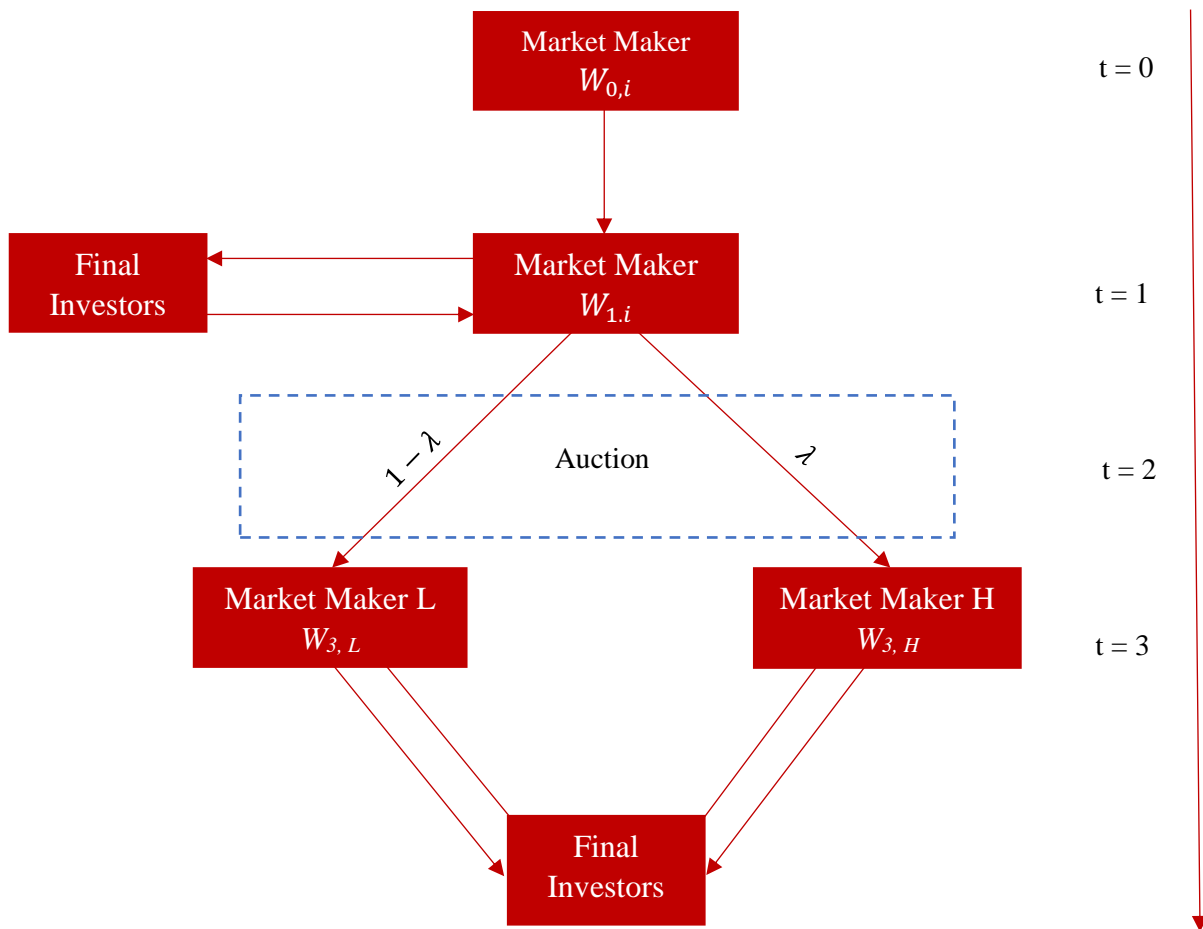 Market Maker
W₀,ᵢ
t = 0
Final
Investors
Market Maker
W₁.ᵢ
t = 1
1 − λ
Auction
λ
t = 2
Market Maker L
W₃, L
Market Maker H
W₃, H
t = 3
Final
Investors